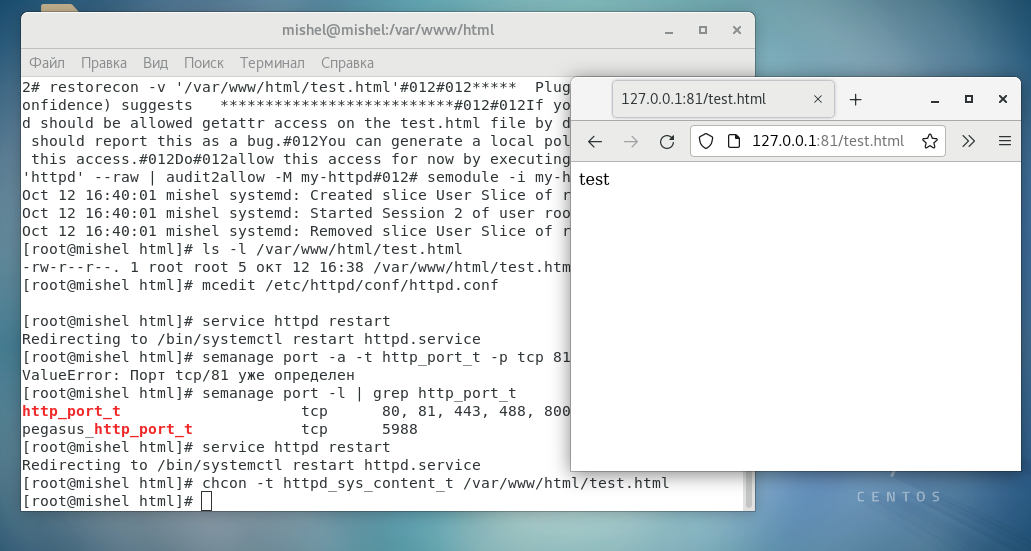 mishel@mishel:/var/www/html
Файл Правка Вид Поиск Терминал Справка
2# restorecon -v '/var/www/html/test.html'#012#012***** Plug
onfidence) suggests **************************#012#012If yo
d should be allowed getattr access on the test.html file by d
should report this as a bug.#012You can generate a local pol
this access.#012Do#012allow this access for now by executing
'httpd' --raw | audit2allow -M my-httpd#012# semodule -i my-h
Oct 12 16:40:01 mishel systemd: Created slice User Slice of r
Oct 12 16:40:01 mishel systemd: Started Session 2 of user roo
Oct 12 16:40:01 mishel systemd: Removed slice User Slice of r
[root@mishel html]# ls -l /var/www/html/test.html
-rw-r--r--. 1 root root 5 окт 12 16:38 /var/www/html/test.htm
[root@mishel html]# mcedit /etc/httpd/conf/httpd.conf
[root@mishel html]# service httpd restart
Redirecting to /bin/systemctl restart httpd.service
[root@mishel html]# semanage port -a -t http_port_t -p tcp 81
ValueError: Порт tcp/81 уже определен
[root@mishel html]# semanage port -l | grep http_port_t
http_port_t tcp 80, 81, 443, 488, 800
pegasus_http_port_t tcp 5988
[root@mishel html]# service httpd restart
Redirecting to /bin/systemctl restart httpd.service
[root@mishel html]# chcon -t httpd_sys_content_t /var/www/html/test.html
[root@mishel html]#
127.0.0.1:81/test.html
127.0.0.1:81/test.html
test
CENTOS